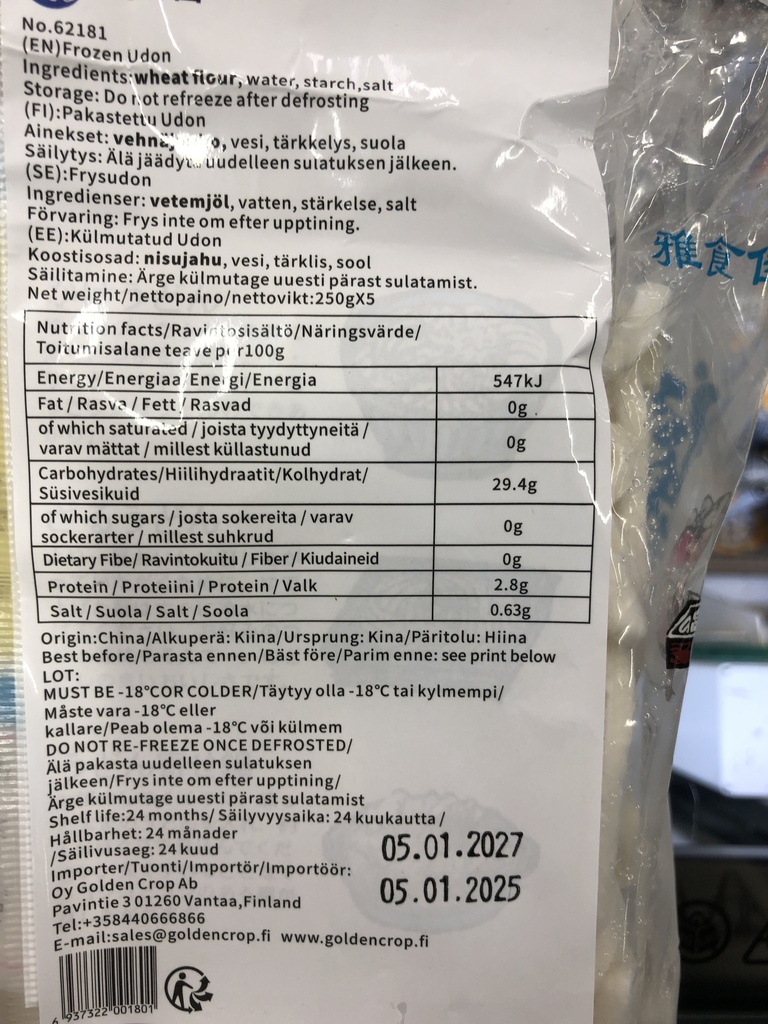 No.62181
(EN)Frozen Udon
Ingredients:wheat flour, water, starch,salt
Storage: Do not refreeze after defrosting
(FI):Pakastettu Udon
Ainekset: vesi, tärkkelys, suola
Säilytys: Älä uudelleen sulatuksen jälkeen.
(SE):Frysudon
Ingredienser: vetemjöl, vatten, stärkelse, salt
Förvaring: Frys inte om efter upptining.
(EE):Külmutatud Udon
Koostisosad: nisujahu, vesi, tärklis, sool
Säilitamine: Ärge külmutage uuesti pärast sulatamist.
Net weight/nettopaino/nettovikt:250gX5
Nutrition facts/Ravintosisältö/Näringsvärde/
Toitumisalane teave per100g
Energy/Energiaa/Energi/Energia 547kJ
Fat / Rasva / Fett / Rasvad 0g
of which saturated / joista tyydyttyneitä /
varav mättat / millest küllastunud 0g
Carbohydrates/Hiilihydraatit/Kolhydrat/
Süsivesikuid 29.4g
of which sugars / josta sokereita / varav
sockerarter / millest suhkrud 0g
Dietary Fibe/ Ravintokuitu / Fiber / Kiudaineid 0g
Protein / Proteiini / Protein / Valk 2.8g
Salt / Suola / Salt / Soola 0.63g
Origin:China/Alkuperä: Kiina/Ursprung: Kina/Päritolu: Hiina
Best before/Parasta ennen/Bäst före/Parim enne: see print below
LOT:
MUST BE -18°COR COLDER/Täytyy olla -18°C tai kylmempi/
Måste vara -18°C eller
kallare/Peab olema -18°C või külmem
DO NOT RE-FREEZE ONCE DEFROSTED/
Älä pakasta uudelleen sulatuksen
jälkeen/Frys inte om efter upptining/
Ärge külmutage uuesti pärast sulatamist
Shelf life:24 months/ Säilyvyysaika: 24 kuukautta /
Hållbarhet: 24 månader
/Säilivusaeg: 24 kuud
Importer/Tuonti/Importör/Importöör:
Oy Golden Crop Ab
Pavintie 3 01260 Vantaa,Finland
Tel:+358440666866
E-mail:sales@goldencrop.fi www.goldencrop.fi
05.01.2027
05.01.2025
6 937322 001801
雅食